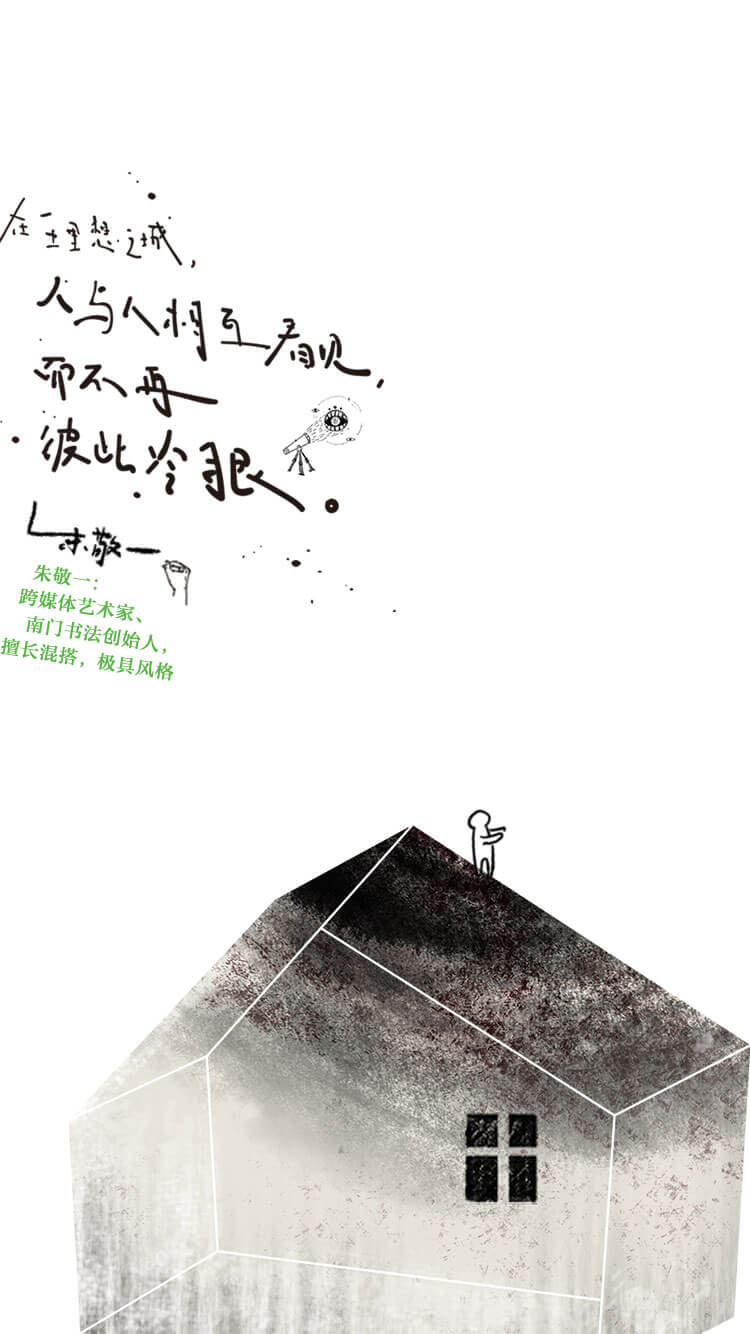 在理想之城，
人与人相互看见，
而不再
彼此冷眼。
朱敬一
朱敬一：
跨媒体艺术家、
南门书法创始人，
擅长混搭，极具风格